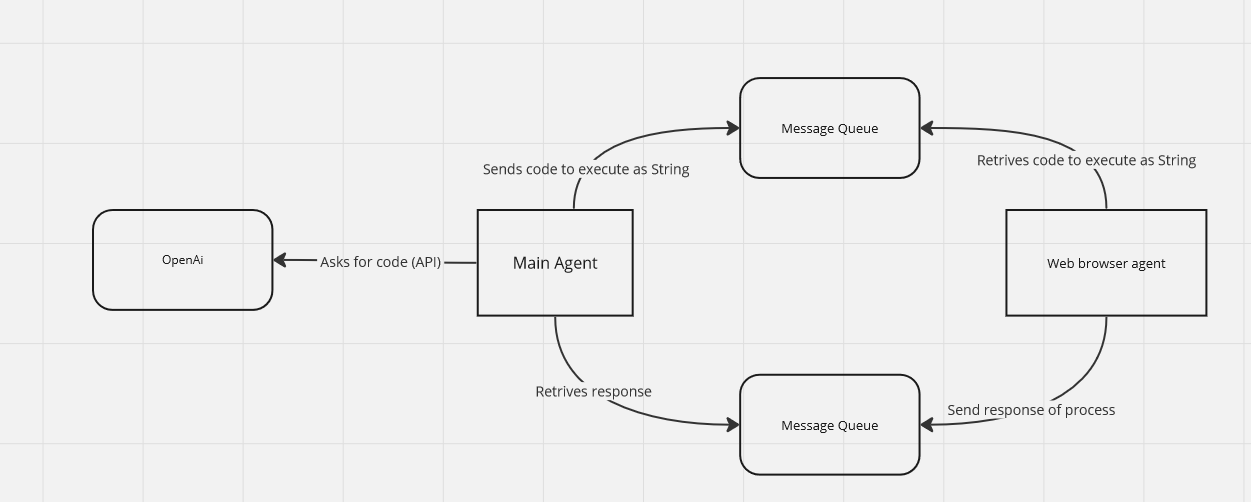 Message Queue
Sends code to execute as String
Retrives code to execute as String
OpenAi
Asks for code (API)
Main Agent
Web browser agent
Retrives response
Message Queue
Send response of process